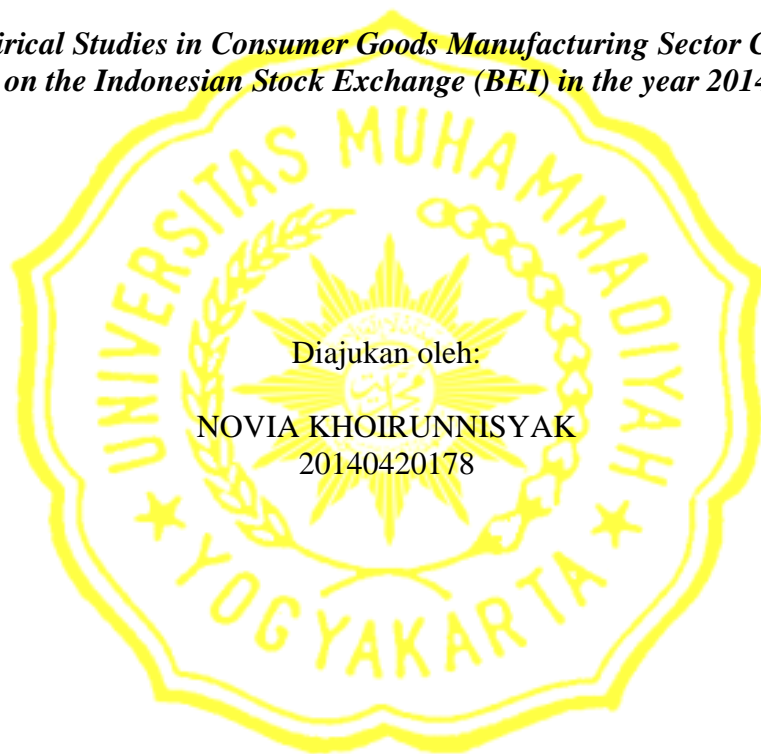 irical Studies in Consumer Goods Manufacturing Sector C
on the Indonesian Stock Exchange (BEI) in the year 2014
UNIVERSITAS MUHAMMADIYAH
★ YOGYAKARTA ★
Diajukan oleh:
NOVIA KHOIRUNNISYAK
20140420178